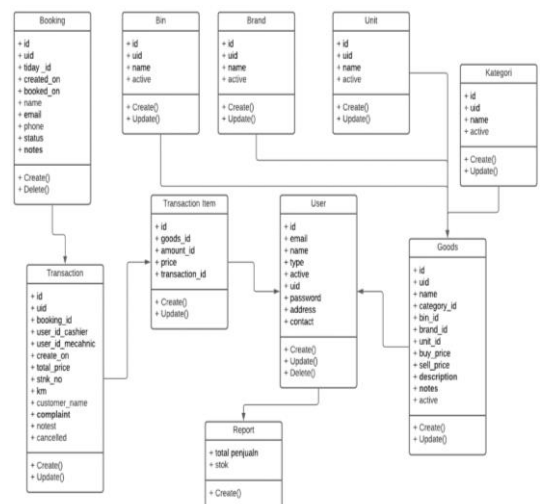 Booking
+ id
+ uid
+ tiday _id
+ created_on
+ booked_on
+ name
+ email
+ phone
+ status
+ notes
+ Create()
+ Delete()
Bin
+ id
+ uid
+ name
+ active
+ Create()
+ Update()
Brand
+ id
+ uid
+ name
+ active
+ Create()
+ Update()
Unit
+ id
+ uid
+ name
+ active
+ Create()
+ Update()
Kategori
+ id
+ uid
+ name
+ active
+ Create()
+ Update()
Transaction
+ id
+ uid
+ booking_id
+ user_id_cashier
+ user_id_mecahnic
+ create_on
+ total_price
+ stnk_no
+ km
+ customer_name
+ complaint
+ notest
+ cancelled
+ Create()
+ Update()
Transaction Item
+ id
+ goods_id
+ amount_id
+ price
+ transaction_id
+ Create()
+ Update()
User
+ id
+ email
+ name
+ type
+ active
+ uid
+ password
+ address
+ contact
+ Create()
+ Update()
+ Delete()
Goods
+ id
+ uid
+ name
+ category_id
+ bin_id
+ brand_id
+ unit_id
+ buy_price
+ sell_price
+ description
+ notes
+ active
+ Create()
+ Update()
Report
+ total penjualn
+ stok
+ Create()